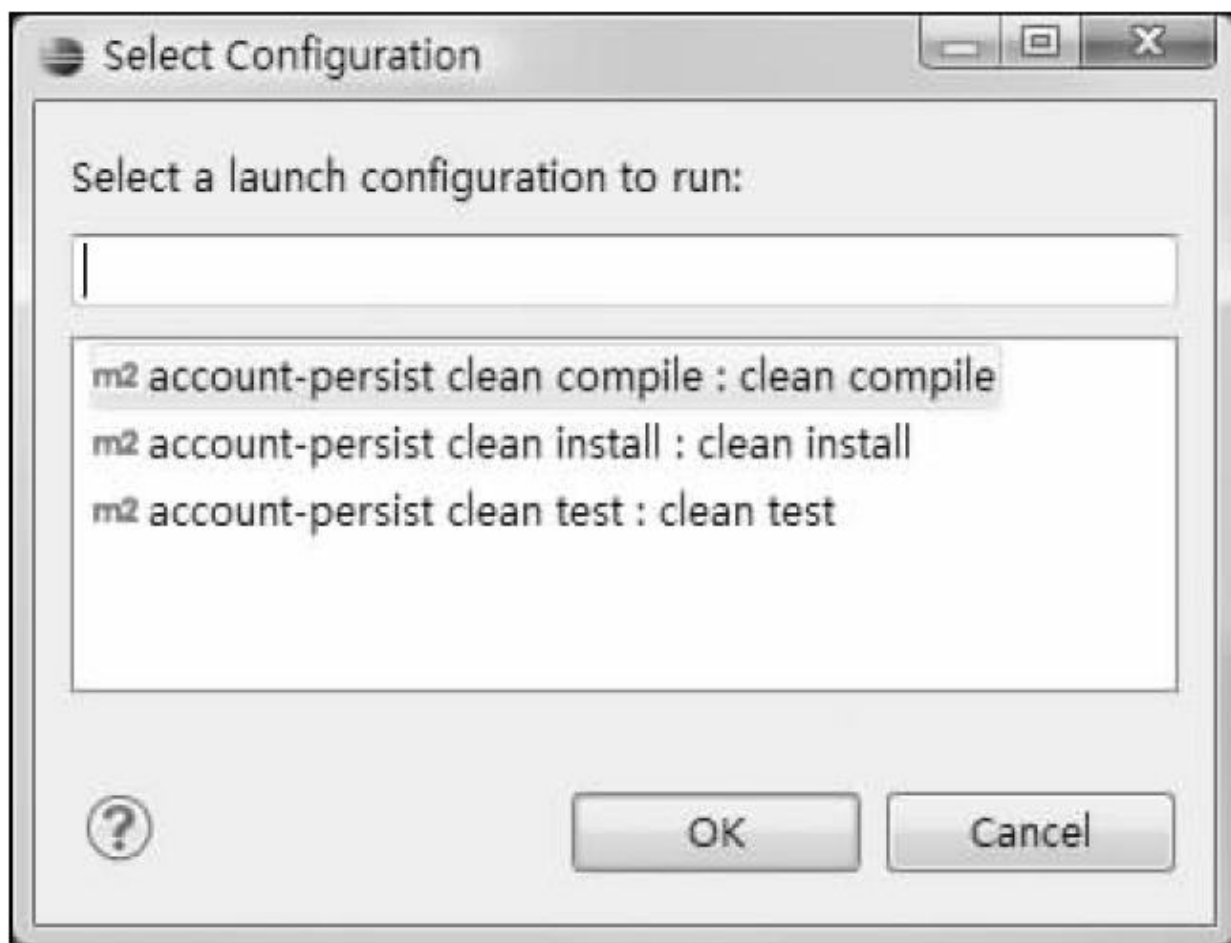 Select Configuration
Select a launch configuration to run:
m2 account-persist clean compile : clean compile
m2 account-persist clean install : clean install
m2 account-persist clean test : clean test
?
OK
Cancel